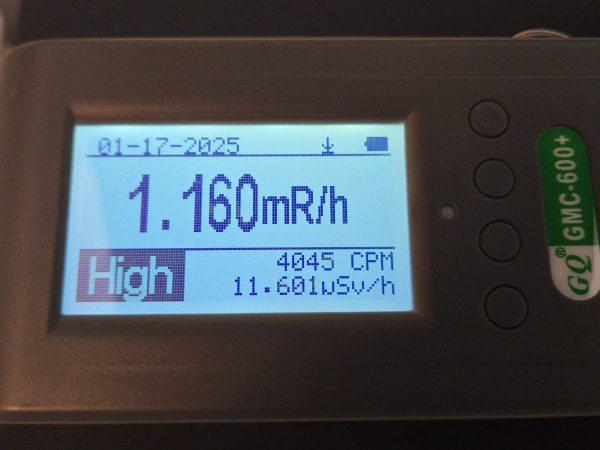 01-17-2025
1.160mR/h
High
4045 CPM
11.601uSv/h
GQ® GMC-600+